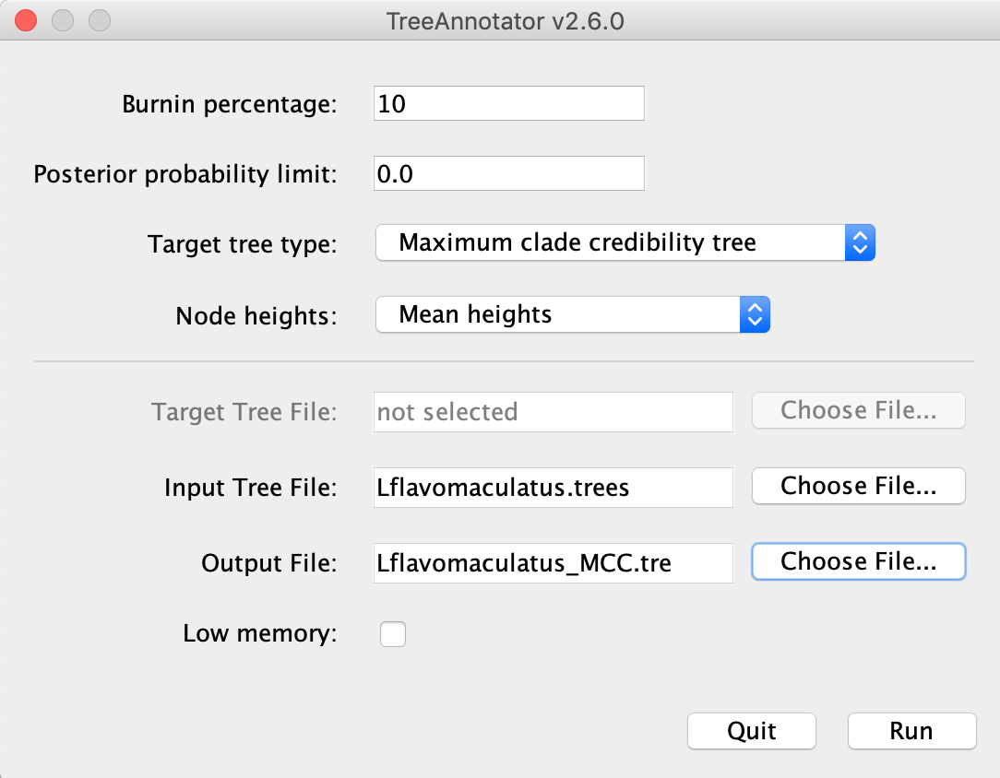 TreeAnnotator v2.6.0
Burnin percentage: 10
Posterior probability limit: 0.0
Target tree type: Maximum clade credibility tree
Node heights: Mean heights
Target Tree File: not selected Choose File...
Input Tree File: Lflavomaculatus.trees Choose File...
Output File: Lflavomaculatus_MCC.tre Choose File...
Low memory:
Quit Run